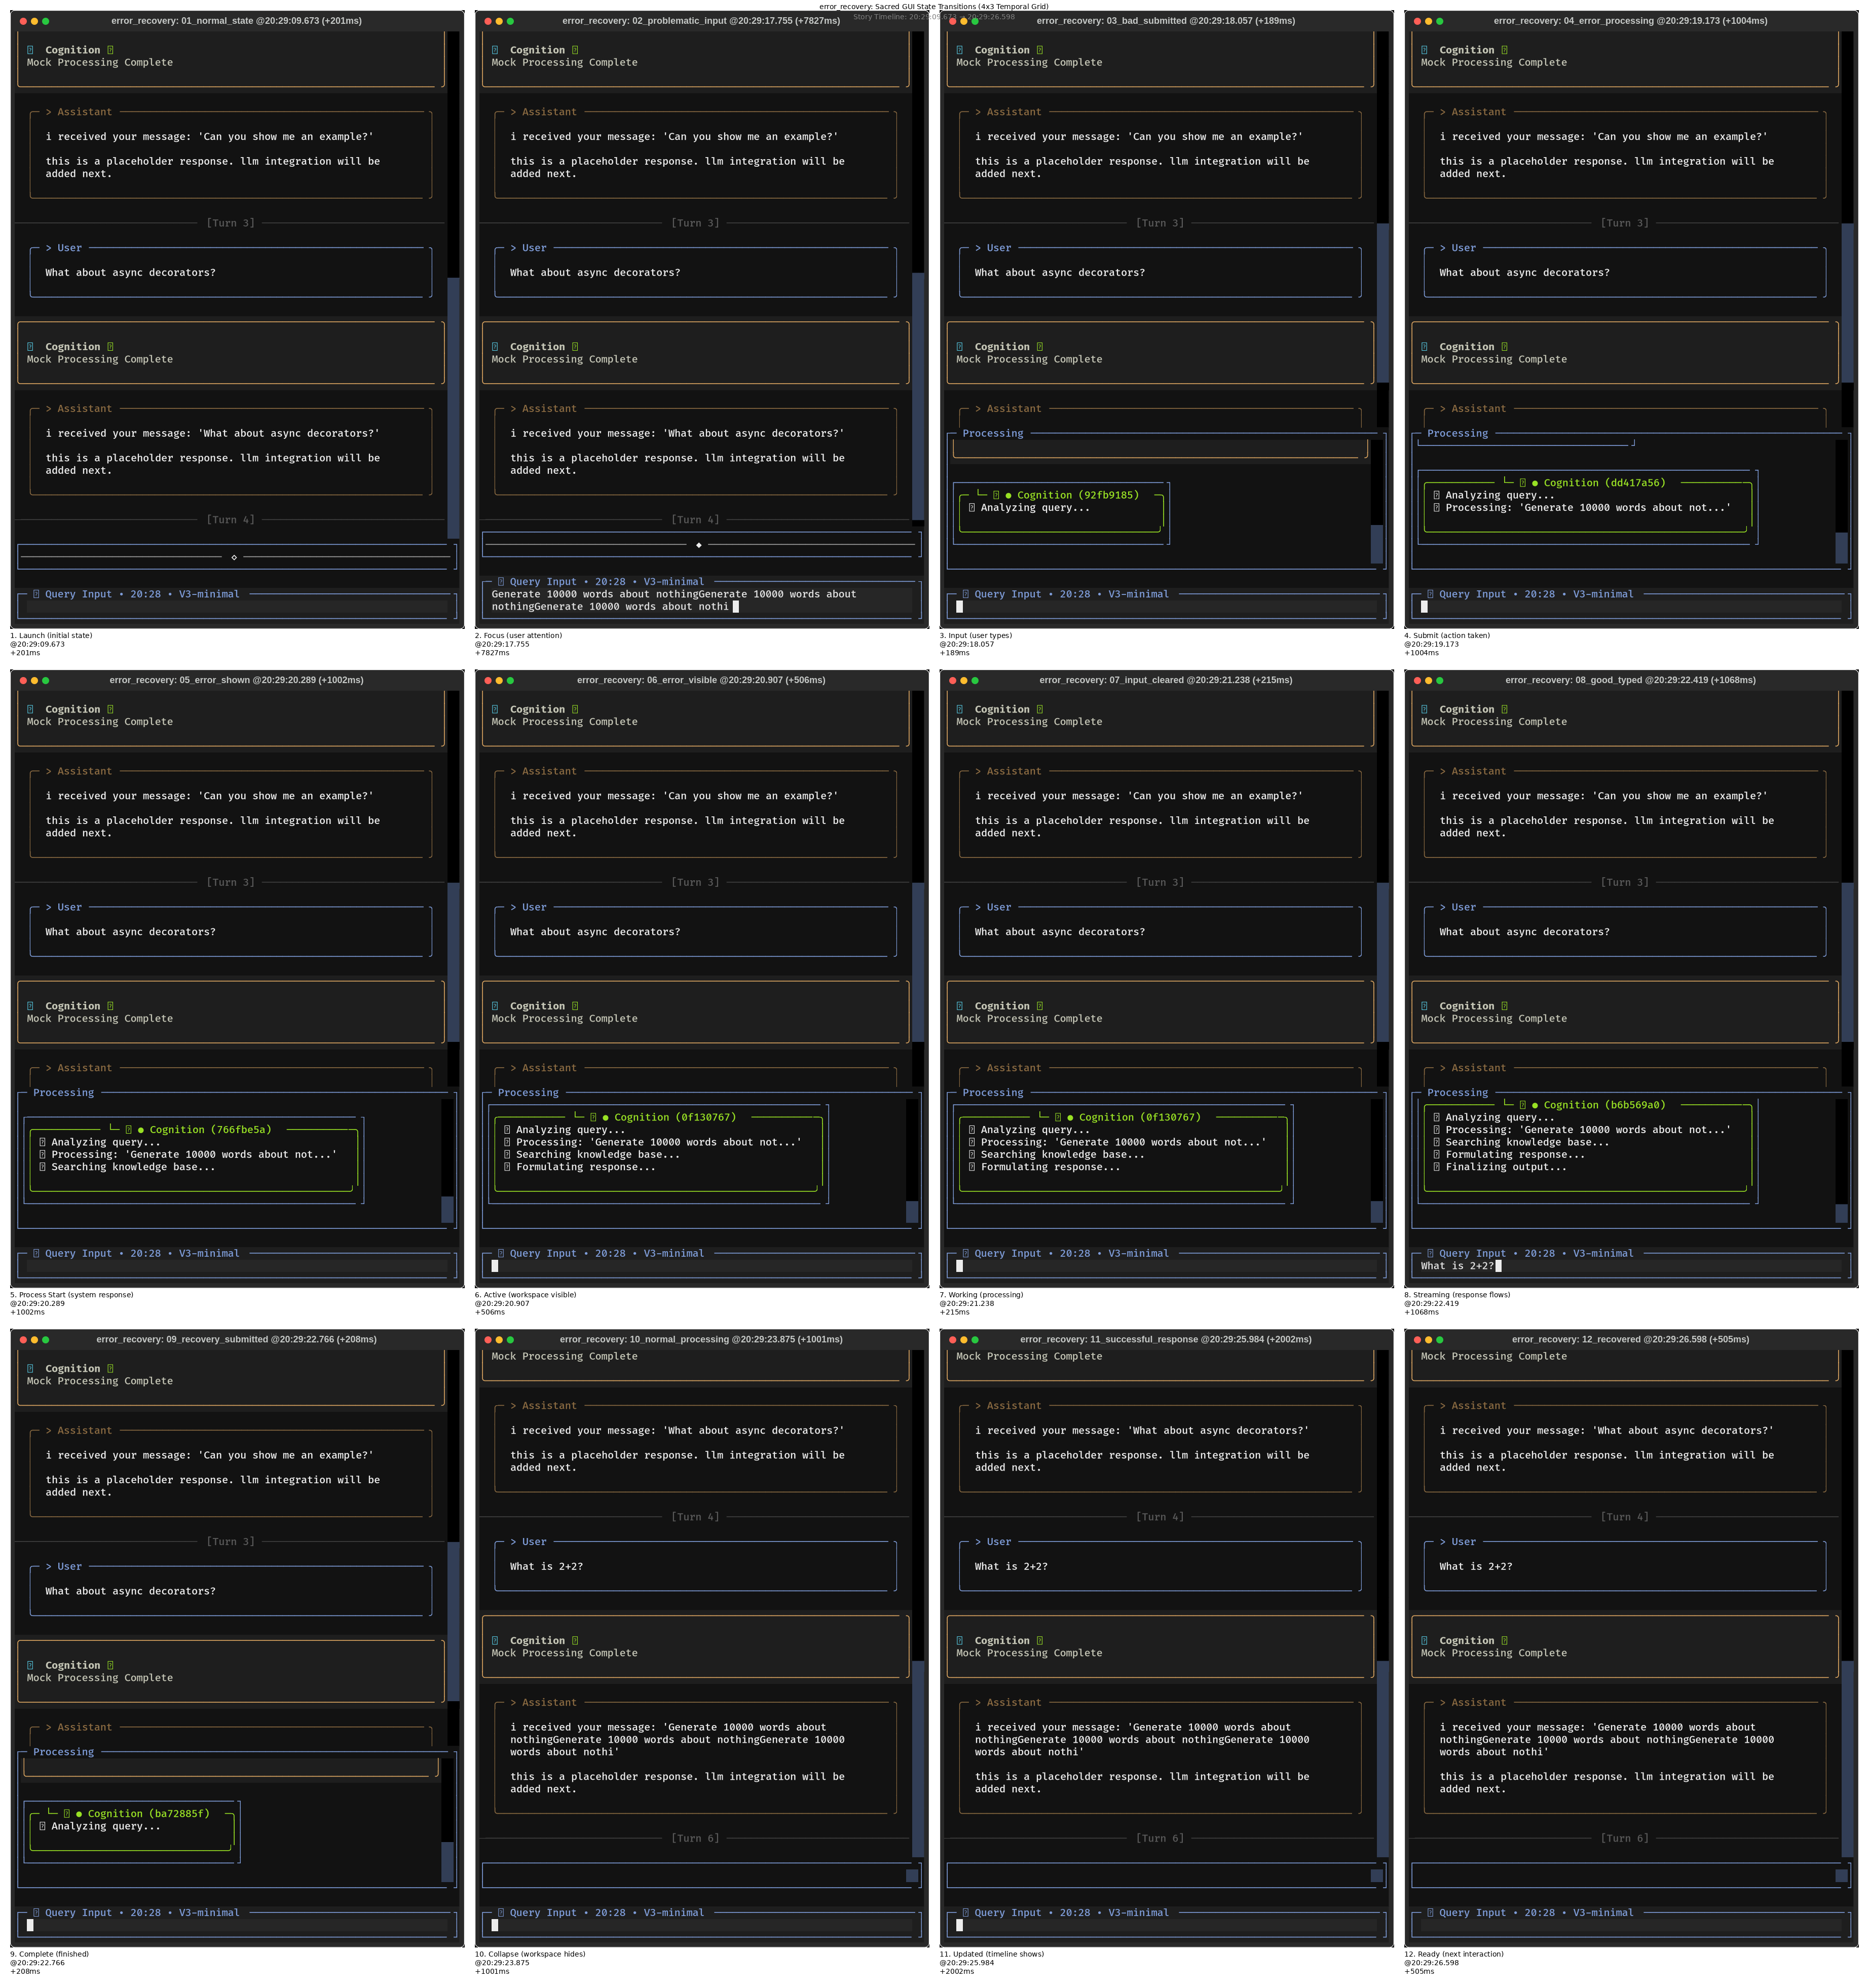 error_recovery: Sacred GUI State Transitions (4x3 Temporal Grid)
error_recovery: 01_normal_state @20:29:09.673 (+201ms)
Cognition
Mock Processing Complete
> Assistant
i received your message: 'Can you show me an example?'
this is a placeholder response. llm integration will be
added next.
[Turn 3]
> User
What about async decorators?
Cognition
Mock Processing Complete
> Assistant
i received your message: 'What about async decorators?'
this is a placeholder response. llm integration will be
added next.
[Turn 4]
Query Input • 20:28 • V3-minimal
1. Launch (initial state)
@20:29:09.673
+201ms
error_recovery: 02_problematic_input @20:29:17.755 (+7827ms)
Cognition
Mock Processing Complete
> Assistant
i received your message: 'Can you show me an example?'
this is a placeholder response. llm integration will be
added next.
[Turn 3]
> User
What about async decorators?
Cognition
Mock Processing Complete
> Assistant
i received your message: 'What about async decorators?'
this is a placeholder response. llm integration will be
added next.
[Turn 4]
Query Input • 20:28 • V3-minimal
Generate 10000 words about nothingGenerate 10000 words about
nothingGenerate 10000 words about nothi
2. Focus (user attention)
@20:29:17.755
+7827ms
error_recovery: 03_bad_submitted @20:29:18.057 (+189ms)
Cognition
Mock Processing Complete
> Assistant
i received your message: 'Can you show me an example?'
this is a placeholder response. llm integration will be
added next.
[Turn 3]
> User
What about async decorators?
Cognition
Mock Processing Complete
> Assistant
Processing
● Cognition (92fb9185)
Analyzing query...
Query Input • 20:28 • V3-minimal
3. Input (user types)
@20:29:18.057
+189ms
error_recovery: 04_error_processing @20:29:19.173 (+1004ms)
Cognition
Mock Processing Complete
> Assistant
i received your message: 'Can you show me an example?'
this is a placeholder response. llm integration will be
added next.
[Turn 3]
> User
What about async decorators?
Cognition
Mock Processing Complete
> Assistant
Processing
● Cognition (dd417a56)
Analyzing query...
Processing: 'Generate 10000 words about not...'
Query Input • 20:28 • V3-minimal
4. Submit (action taken)
@20:29:19.173
+1004ms
error_recovery: 05_error_shown @20:29:20.289 (+1002ms)
Cognition
Mock Processing Complete
> Assistant
i received your message: 'Can you show me an example?'
this is a placeholder response. llm integration will be
added next.
[Turn 3]
> User
What about async decorators?
Cognition
Mock Processing Complete
> Assistant
Processing
● Cognition (766fbe5a)
Analyzing query...
Processing: 'Generate 10000 words about not...'
Searching knowledge base...
Query Input • 20:28 • V3-minimal
5. Process Start (system response)
@20:29:20.289
+1002ms
error_recovery: 06_error_visible @20:29:20.907 (+506ms)
Cognition
Mock Processing Complete
> Assistant
i received your message: 'Can you show me an example?'
this is a placeholder response. llm integration will be
added next.
[Turn 3]
> User
What about async decorators?
Cognition
Mock Processing Complete
> Assistant
Processing
● Cognition (0f130767)
Analyzing query...
Processing: 'Generate 10000 words about not...'
Searching knowledge base...
Formulating response...
Query Input • 20:28 • V3-minimal
6. Active (workspace visible)
@20:29:20.907
+506ms
error_recovery: 07_input_cleared @20:29:21.238 (+215ms)
Cognition
Mock Processing Complete
> Assistant
i received your message: 'Can you show me an example?'
this is a placeholder response. llm integration will be
added next.
[Turn 3]
> User
What about async decorators?
Cognition
Mock Processing Complete
> Assistant
Processing
● Cognition (0f130767)
Analyzing query...
Processing: 'Generate 10000 words about not...'
Searching knowledge base...
Formulating response...
Query Input • 20:28 • V3-minimal
7. Working (processing)
@20:29:21.238
+215ms
error_recovery: 08_good_typed @20:29:22.419 (+1068ms)
Cognition
Mock Processing Complete
> Assistant
i received your message: 'Can you show me an example?'
this is a placeholder response. llm integration will be
added next.
[Turn 3]
> User
What about async decorators?
Cognition
Mock Processing Complete
> Assistant
Processing
● Cognition (b6b569a0)
Analyzing query...
Processing: 'Generate 10000 words about not...'
Searching knowledge base...
Formulating response...
Finalizing output...
Query Input • 20:28 • V3-minimal
What is 2+2?
8. Streaming (response flows)
@20:29:22.419
+1068ms
error_recovery: 09_recovery_submitted @20:29:22.766 (+208ms)
Cognition
Mock Processing Complete
> Assistant
i received your message: 'Can you show me an example?'
this is a placeholder response. llm integration will be
added next.
[Turn 3]
> User
What about async decorators?
Cognition
Mock Processing Complete
> Assistant
Processing
● Cognition (ba72885f)
Analyzing query...
Query Input • 20:28 • V3-minimal
9. Complete (finished)
@20:29:22.766
+208ms
error_recovery: 10_normal_processing @20:29:23.875 (+1001ms)
Mock Processing Complete
> Assistant
i received your message: 'What about async decorators?'
this is a placeholder response. llm integration will be
added next.
[Turn 4]
> User
What is 2+2?
Cognition
Mock Processing Complete
> Assistant
i received your message: 'Generate 10000 words about
nothingGenerate 10000 words about nothingGenerate 10000
words about nothi'
this is a placeholder response. llm integration will be
added next.
[Turn 6]
Query Input • 20:28 • V3-minimal
10. Collapse (workspace hides)
@20:29:23.875
+1001ms
error_recovery: 11_successful_response @20:29:25.984 (+2002ms)
Mock Processing Complete
> Assistant
i received your message: 'What about async decorators?'
this is a placeholder response. llm integration will be
added next.
[Turn 4]
> User
What is 2+2?
Cognition
Mock Processing Complete
> Assistant
i received your message: 'Generate 10000 words about
nothingGenerate 10000 words about nothingGenerate 10000
words about nothi'
this is a placeholder response. llm integration will be
added next.
[Turn 6]
Query Input • 20:28 • V3-minimal
11. Updated (timeline shows)
@20:29:25.984
+2002ms
error_recovery: 12_recovered @20:29:26.598 (+505ms)
Mock Processing Complete
> Assistant
i received your message: 'What about async decorators?'
this is a placeholder response. llm integration will be
added next.
[Turn 4]
> User
What is 2+2?
Cognition
Mock Processing Complete
> Assistant
i received your message: 'Generate 10000 words about
nothingGenerate 10000 words about nothingGenerate 10000
words about nothi'
this is a placeholder response. llm integration will be
added next.
[Turn 6]
Query Input • 20:28 • V3-minimal
12. Ready (next interaction)
@20:29:26.598
+505ms